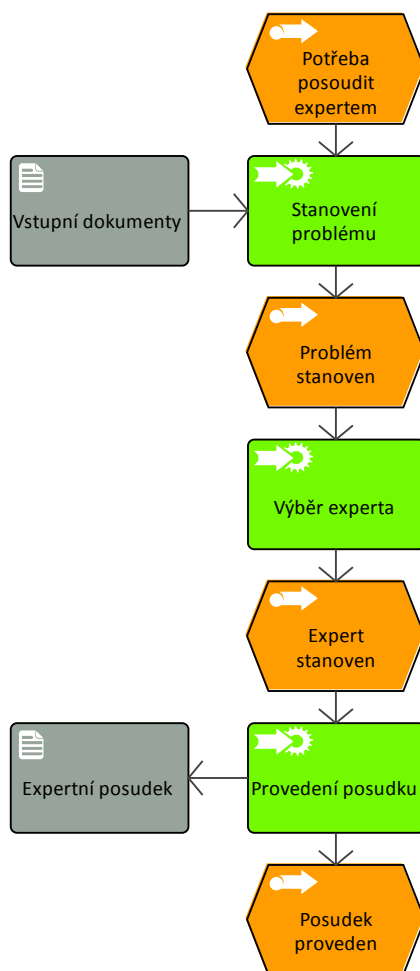 Potřeba
posoudit
expertem
Vstupní dokumenty
Stanovení
problému
Problém
stanoven
Výběr experta
Expert
stanoven
Expertní posudek
Provedení posudku
Posudek
proveden